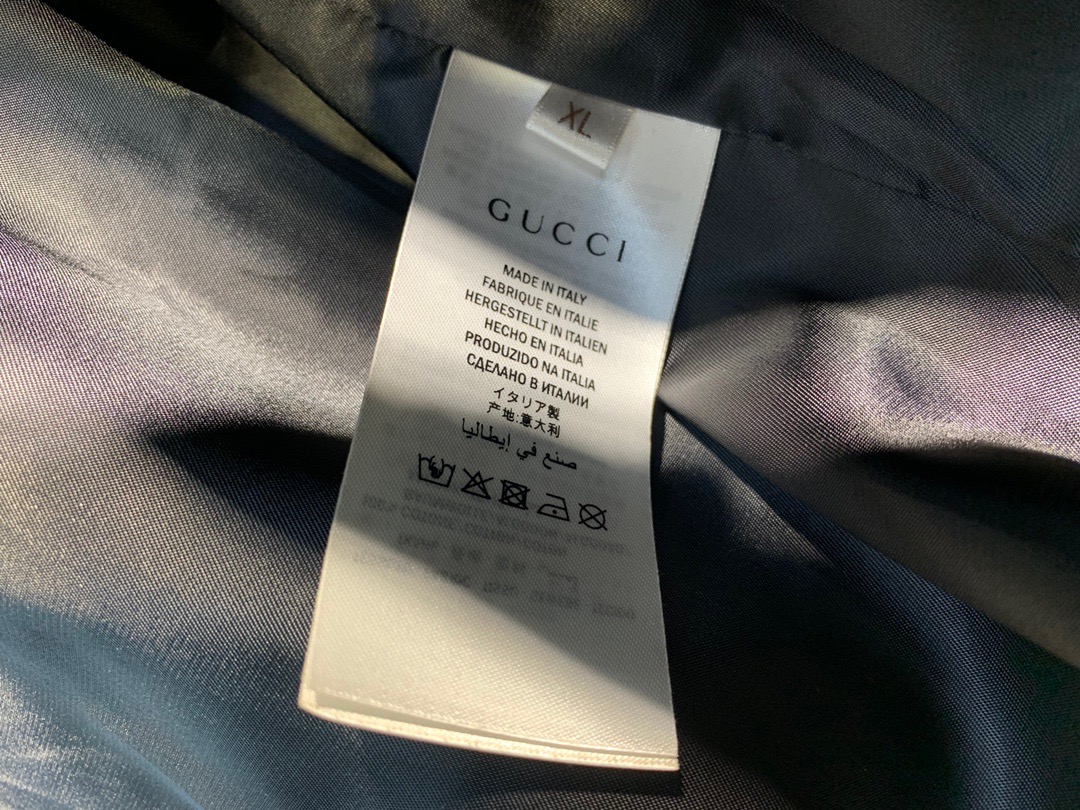 XL
GUCCI
MADE IN ITALY
FABRIQUE EN ITALIE
HERGESTELLT IN ITALIEN
HECHO EN ITALIA
PRODUZIDO NA ITALIA
СДЕЛАНО В ИТАЛИИ
イタリア製
产地:意大利
صنع في إيطاليا